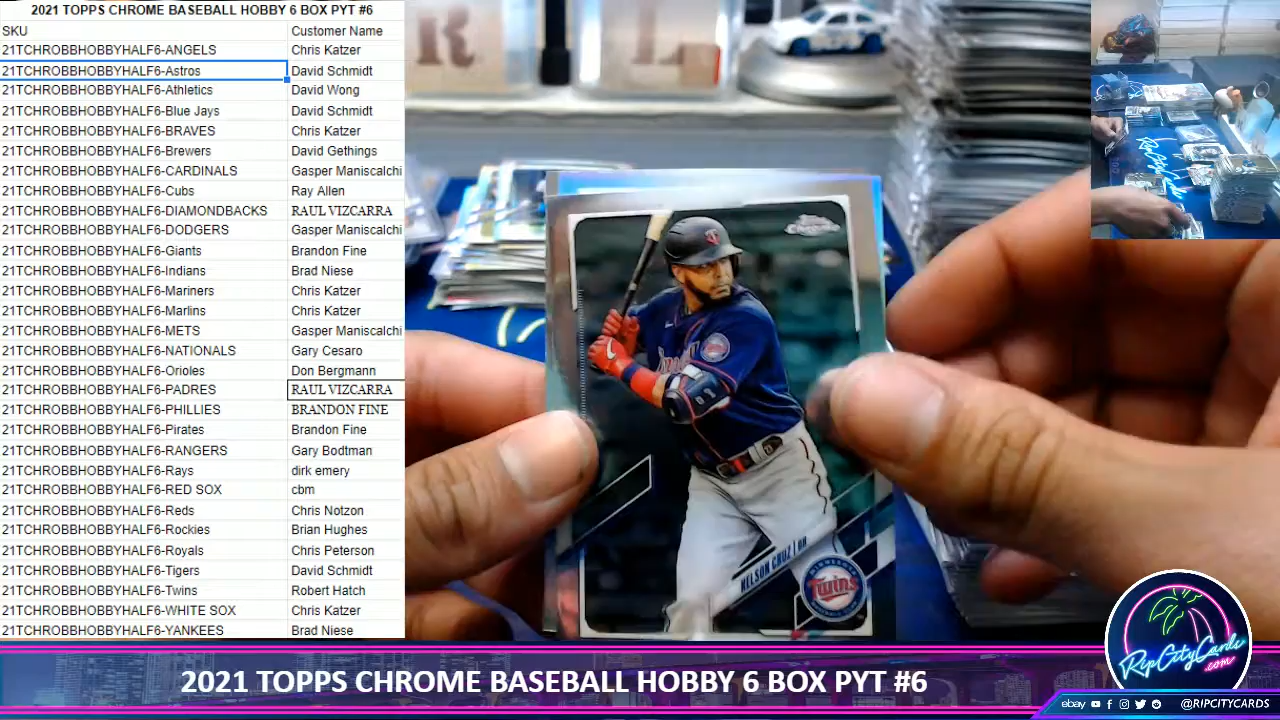 2021 TOPPS CHROME BASEBALL HOBBY 6 BOX PYT #6
SKU Customer Name
21TCHROBBHOBBYHALF6-ANGELS Chris Katzer
21TCHROBBHOBBYHALF6-Astros David Schmidt
21TCHROBBHOBBYHALF6-Athletics David Wong
21TCHROBBHOBBYHALF6-Blue Jays David Schmidt
21TCHROBBHOBBYHALF6-BRAVES Chris Katzer
21TCHROBBHOBBYHALF6-Brewers David Gethings
21TCHROBBHOBBYHALF6-CARDINALS Gasper Maniscalchi
21TCHROBBHOBBYHALF6-Cubs Ray Allen
21TCHROBBHOBBYHALF6-DIAMONDBACKS RAUL VIZCARRA
21TCHROBBHOBBYHALF6-DODGERS Gasper Maniscalchi
21TCHROBBHOBBYHALF6-Giants Brandon Fine
21TCHROBBHOBBYHALF6-Indians Brad Niese
21TCHROBBHOBBYHALF6-Mariners Chris Katzer
21TCHROBBHOBBYHALF6-Marlins Chris Katzer
21TCHROBBHOBBYHALF6-METS Gasper Maniscalchi
21TCHROBBHOBBYHALF6-NATIONALS Gary Cesaro
21TCHROBBHOBBYHALF6-Orioles Don Bergmann
21TCHROBBHOBBYHALF6-PADRES RAUL VIZCARRA
21TCHROBBHOBBYHALF6-PHILLIES BRANDON FINE
21TCHROBBHOBBYHALF6-Pirates Brandon Fine
21TCHROBBHOBBYHALF6-RANGERS Gary Bodtman
21TCHROBBHOBBYHALF6-Rays dirk emery
21TCHROBBHOBBYHALF6-RED SOX cbm
21TCHROBBHOBBYHALF6-Reds Chris Notzon
21TCHROBBHOBBYHALF6-Rockies Brian Hughes
21TCHROBBHOBBYHALF6-Royals Chris Peterson
21TCHROBBHOBBYHALF6-Tigers David Schmidt
21TCHROBBHOBBYHALF6-Twins Robert Hatch
21TCHROBBHOBBYHALF6-WHITE SOX Chris Katzer
21TCHROBBHOBBYHALF6-YANKEES Brad Niese
R L
NELSON CRUZ | DH
MINNESOTA
Twins
RipCityCards
.com
2021 TOPPS CHROME BASEBALL HOBBY 6 BOX PYT #6
ebay @RIPCITYCARDS